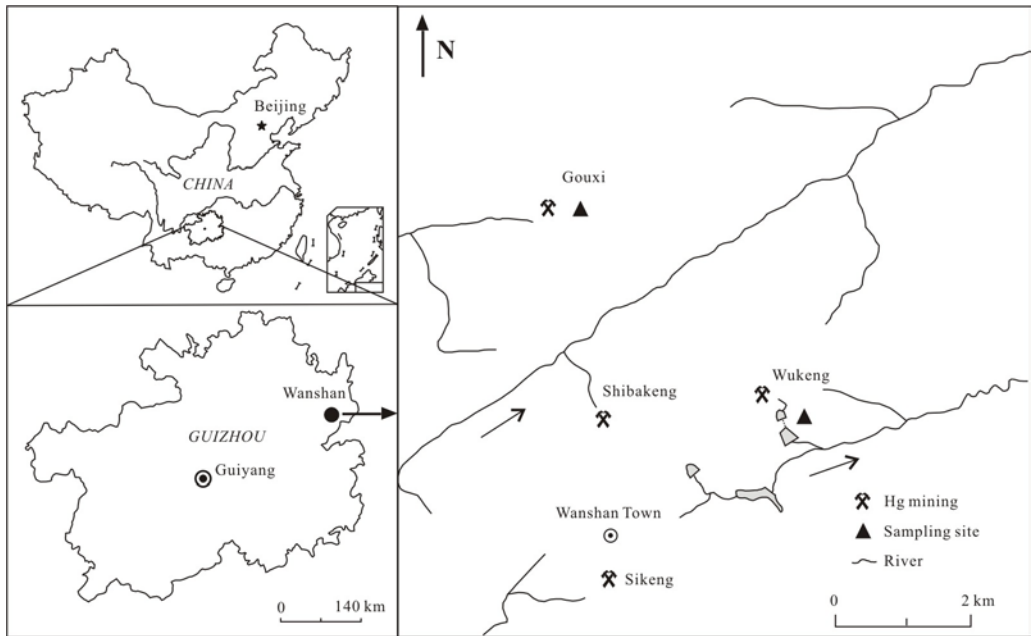 Beijing
CHINA
Wanshan
GUIZHOU
Guiyang
0 140 km
N
Gouxi
Shibakeng
Wukeng
Wanshan Town
Sikeng
Hg mining
Sampling site
River
0 2 km